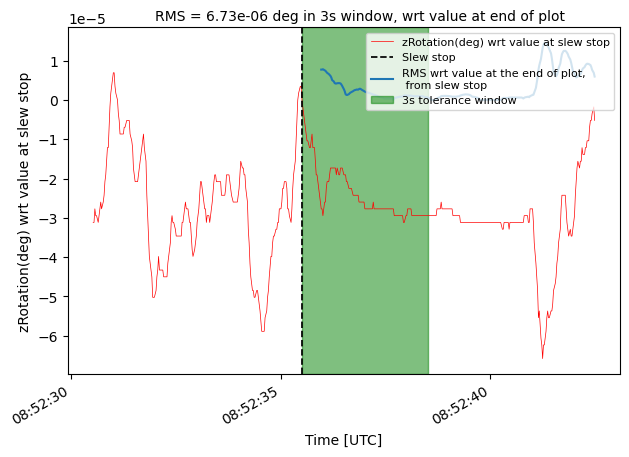 RMS = 6.73e-06 deg in 3s window, wrt value at end of plot
1e−5
zRotation(deg) wrt value at slew stop
Slew stop
RMS wrt value at the end of plot,
from slew stop
3s tolerance window
1
0
−1
−2
−3
−4
−5
−6
zRotation(deg) wrt value at slew stop
08:52:30
08:52:35
08:52:40
Time [UTC]